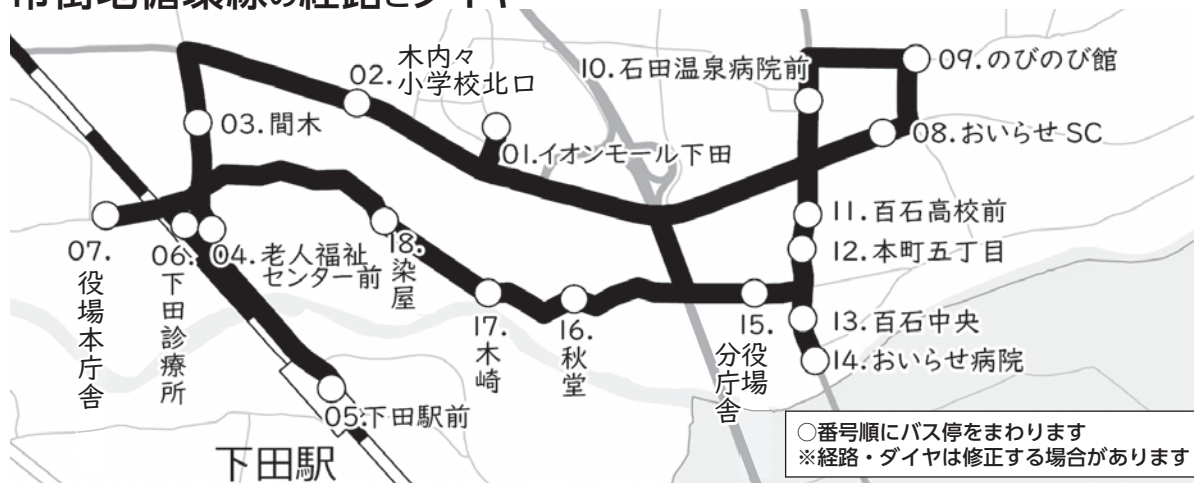 市街地循環線の経路とダイヤ
木内々
02.小学校北口
10.石田温泉病院前
09.のびのび館
03.間木
01.イオンモール下田
08.おいらせSC
11.百石高校前
07.役場本庁舎
06.下田診療所
04.老人福祉
センター前
18.染屋
12.本町五丁目
17.木崎
16.秋堂
15.役場
分庁舎
13.百石中央
14.おいらせ病院
05.下田駅前
下田駅
○番号順にバス停をまわります
※経路・ダイヤは修正する場合があります